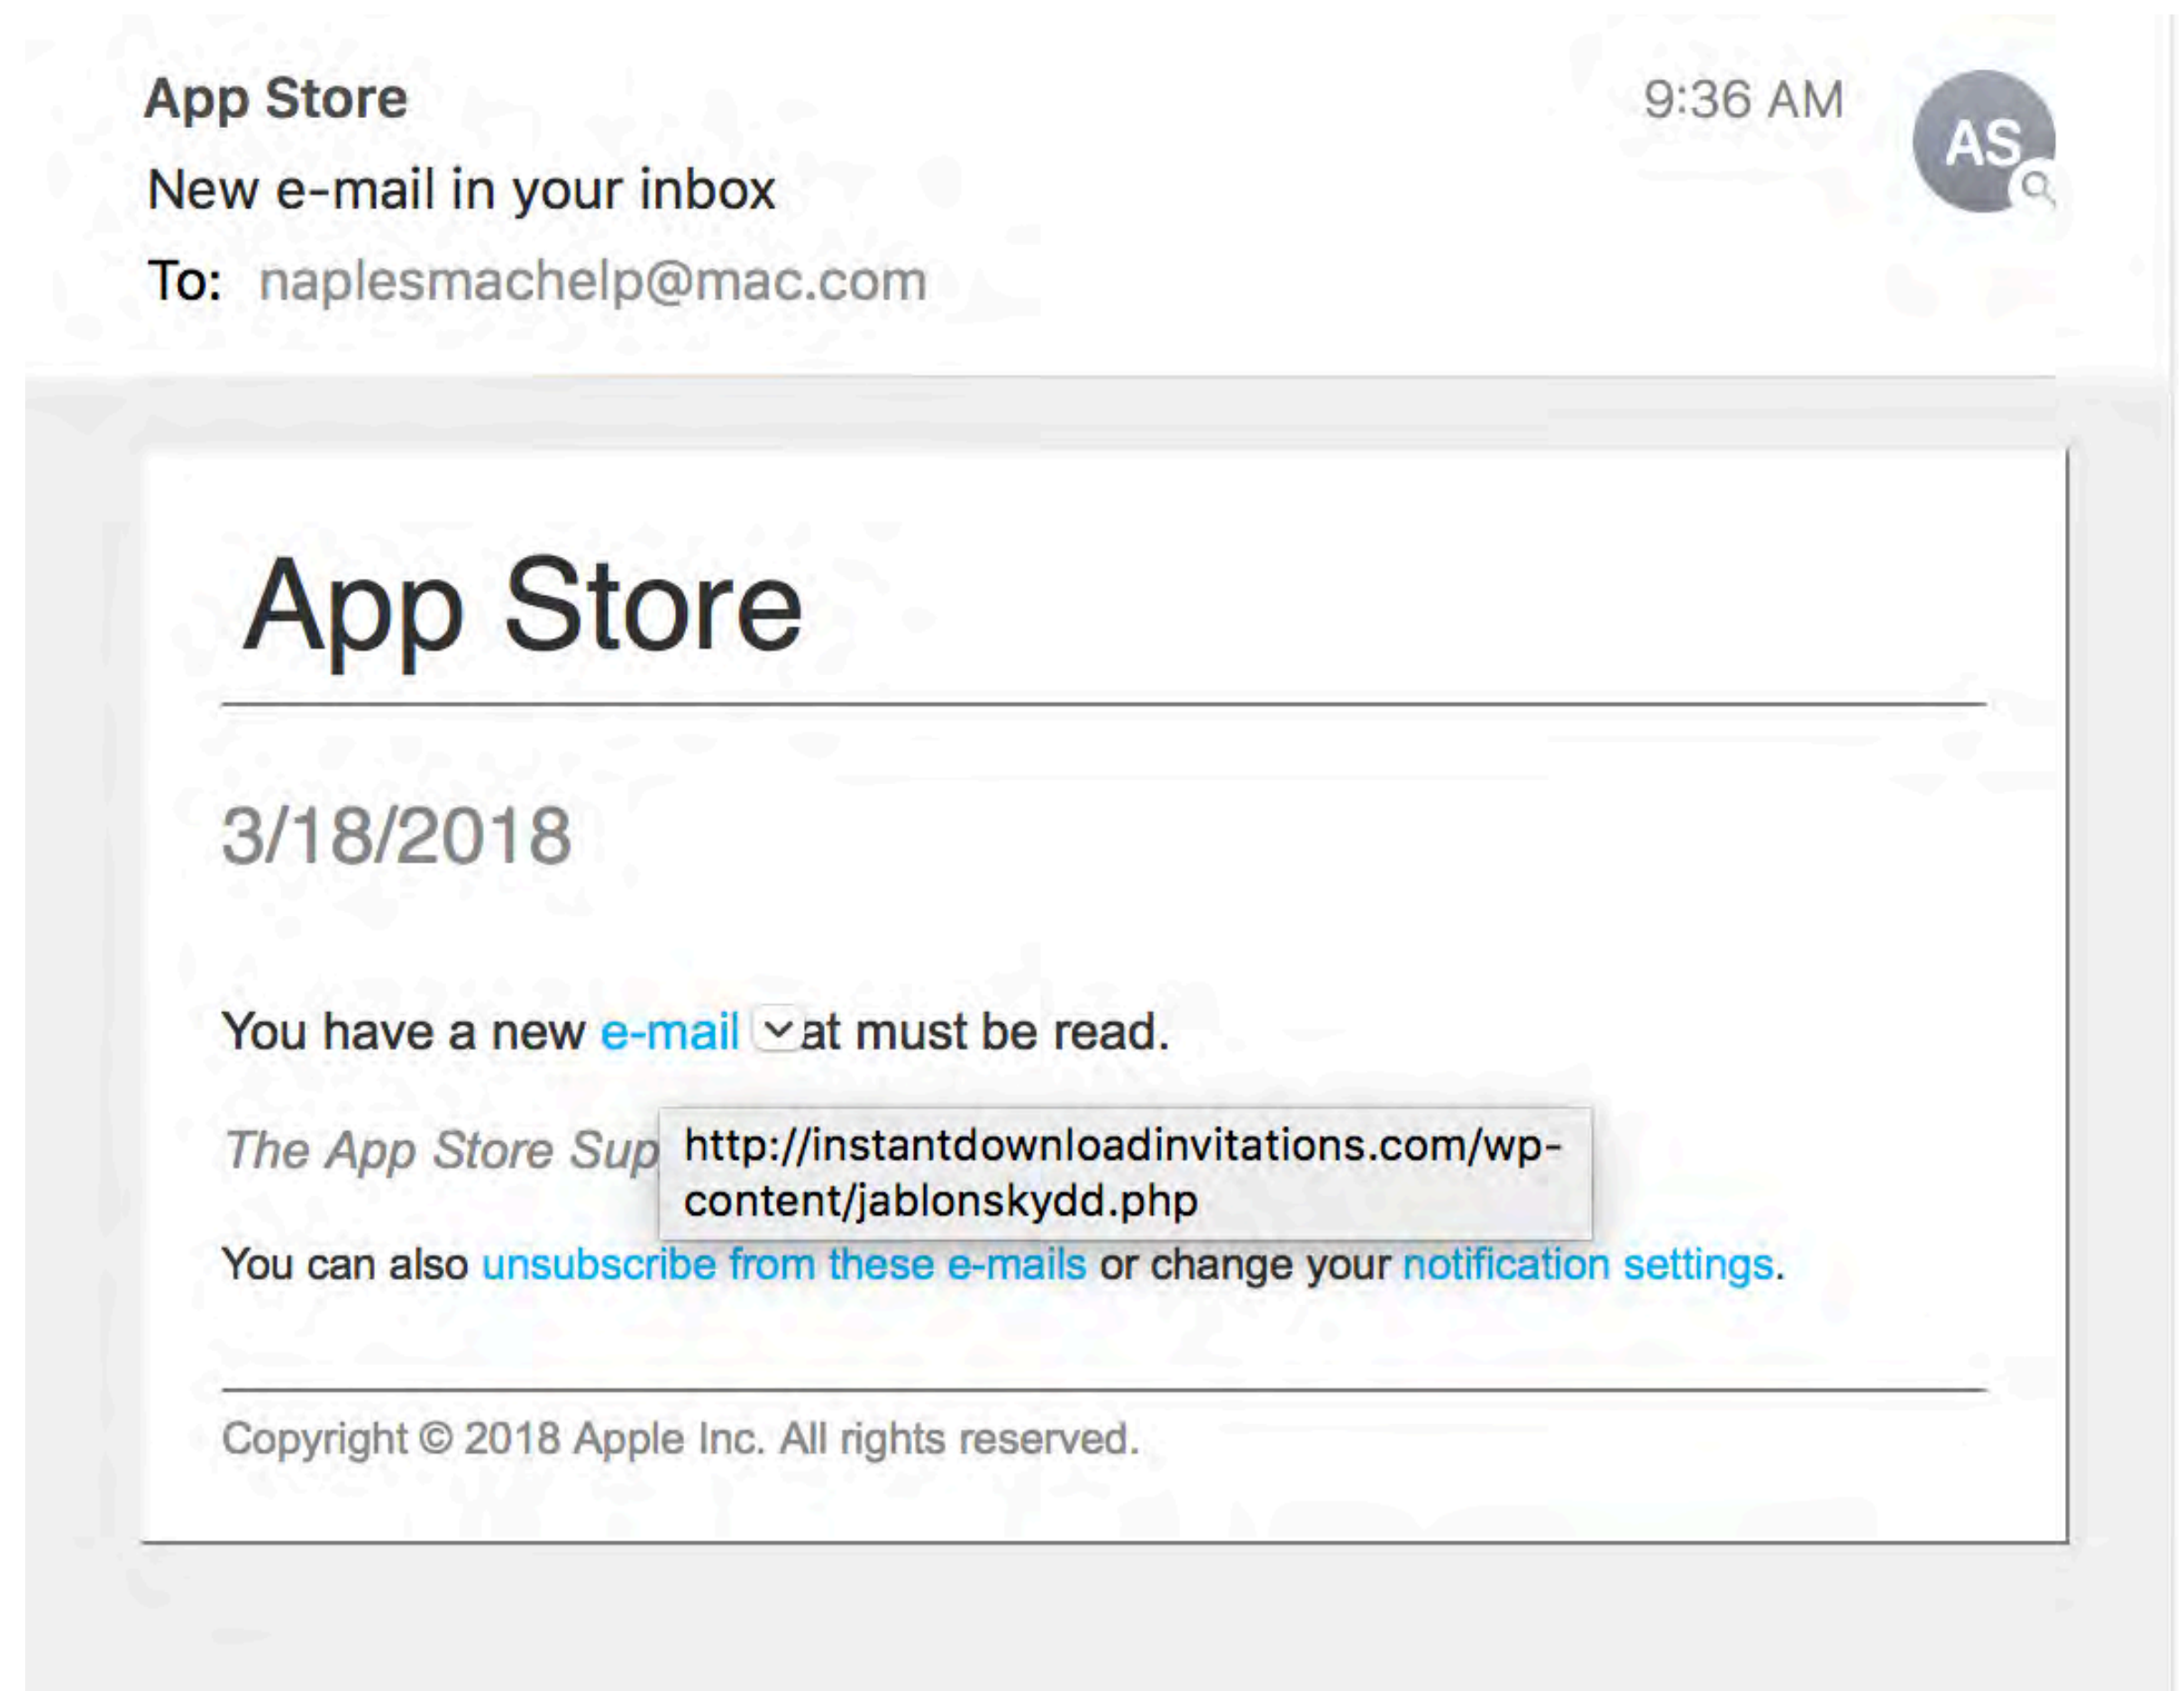 App Store
9:36 AM
AS
New e-mail in your inbox
To: naplesmachelp@mac.com
App Store
3/18/2018
You have a new e-mail at must be read.
The App Store Sup
http://instantdownloadinvitations.com/wp-
content/jablonskydd.php
You can also unsubscribe from these e-mails or change your notification settings.
Copyright © 2018 Apple Inc. All rights reserved.